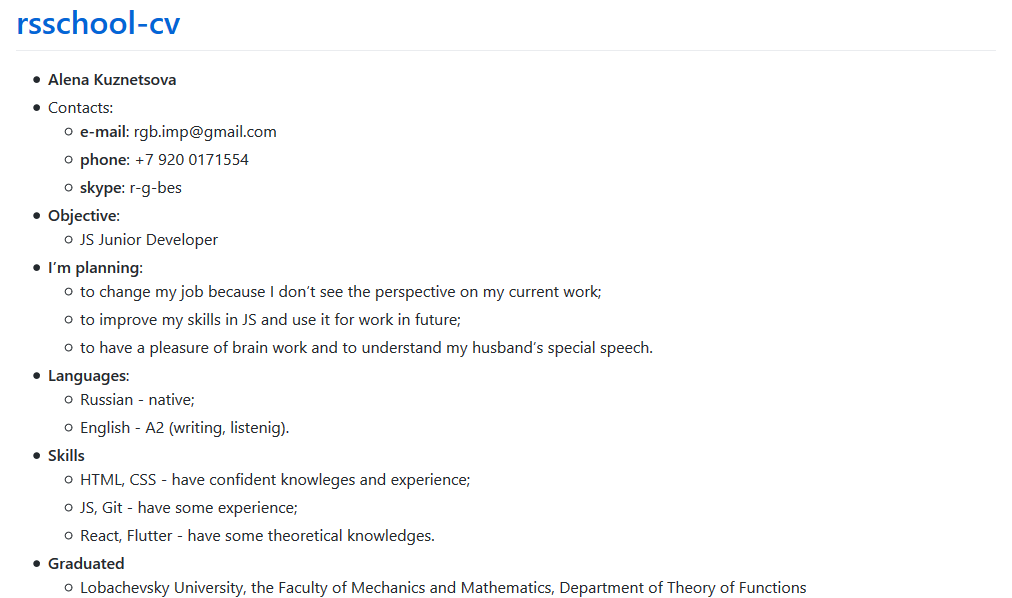 rsschool-cv
Alena Kuznetsova
Contacts:
e-mail: rgb.imp@gmail.com
phone: +7 920 0171554
skype: r-g-bes
Objective:
JS Junior Developer
I’m planning:
to change my job because I don’t see the perspective on my current work;
to improve my skills in JS and use it for work in future;
to have a pleasure of brain work and to understand my husband’s special speech.
Languages:
Russian - native;
English - A2 (writing, listenig).
Skills
HTML, CSS - have confident knowleges and experience;
JS, Git - have some experience;
React, Flutter - have some theoretical knowledges.
Graduated
Lobachevsky University, the Faculty of Mechanics and Mathematics, Department of Theory of Functions